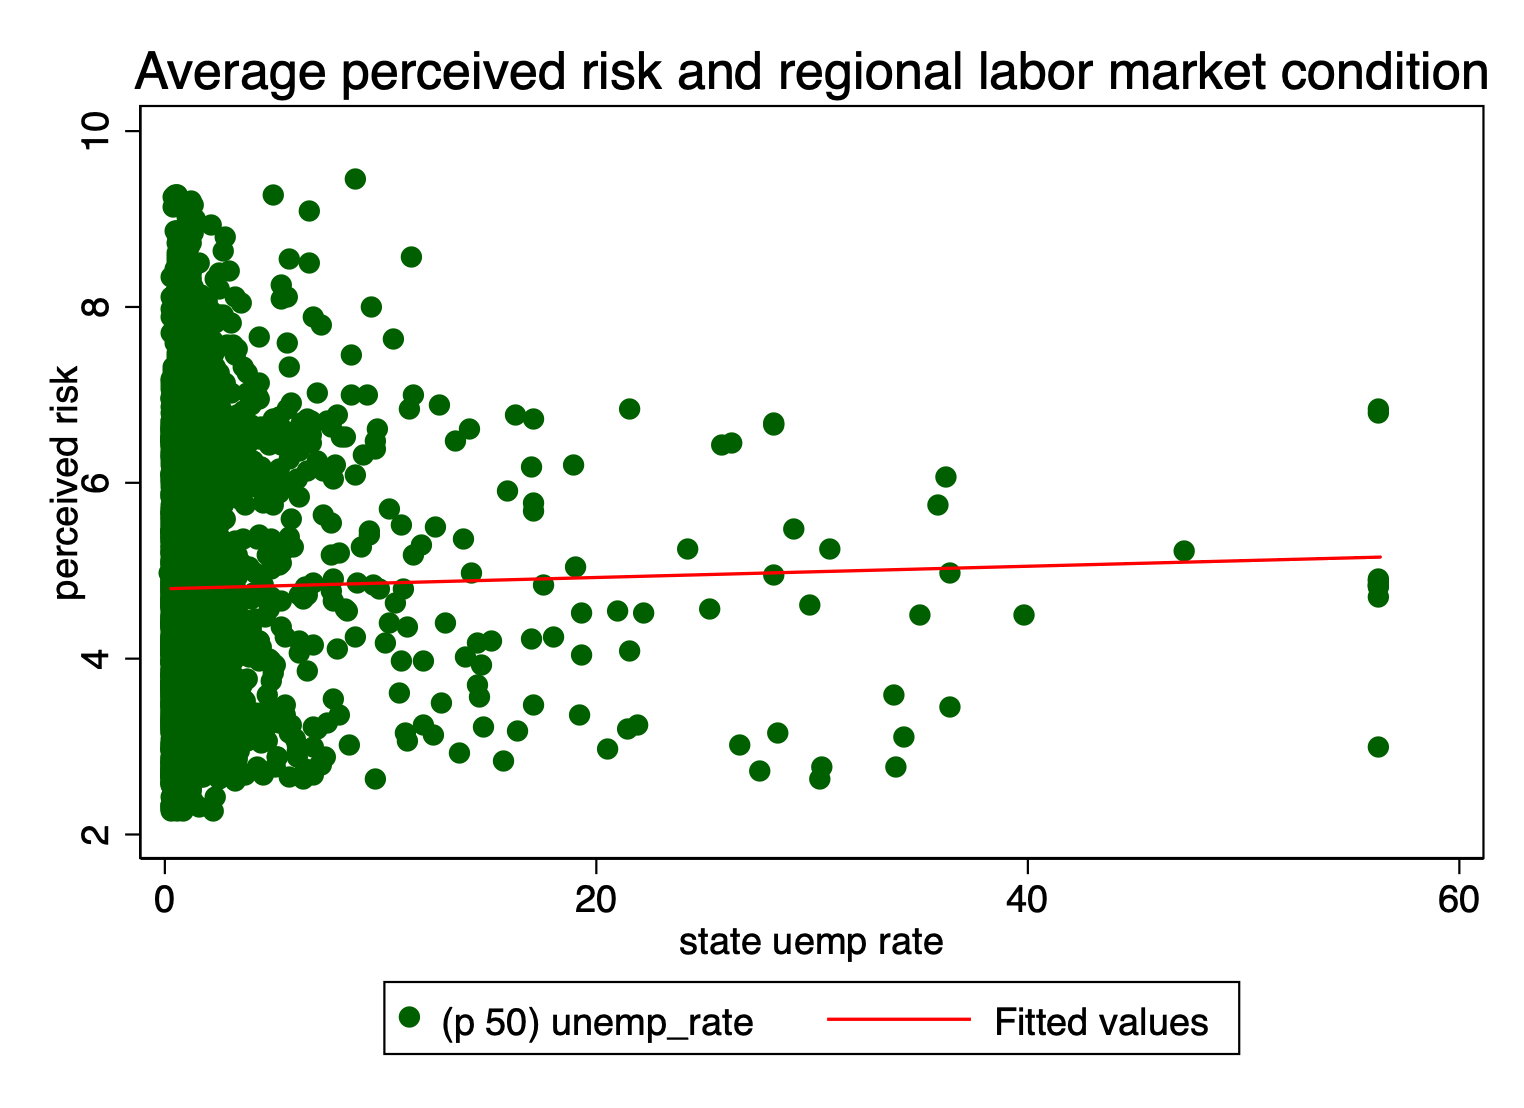 Average perceived risk and regional labor market condition
10
8
6
4
2
perceived risk
0 20 40 60
state uemp rate
(p 50) unemp_rate Fitted values